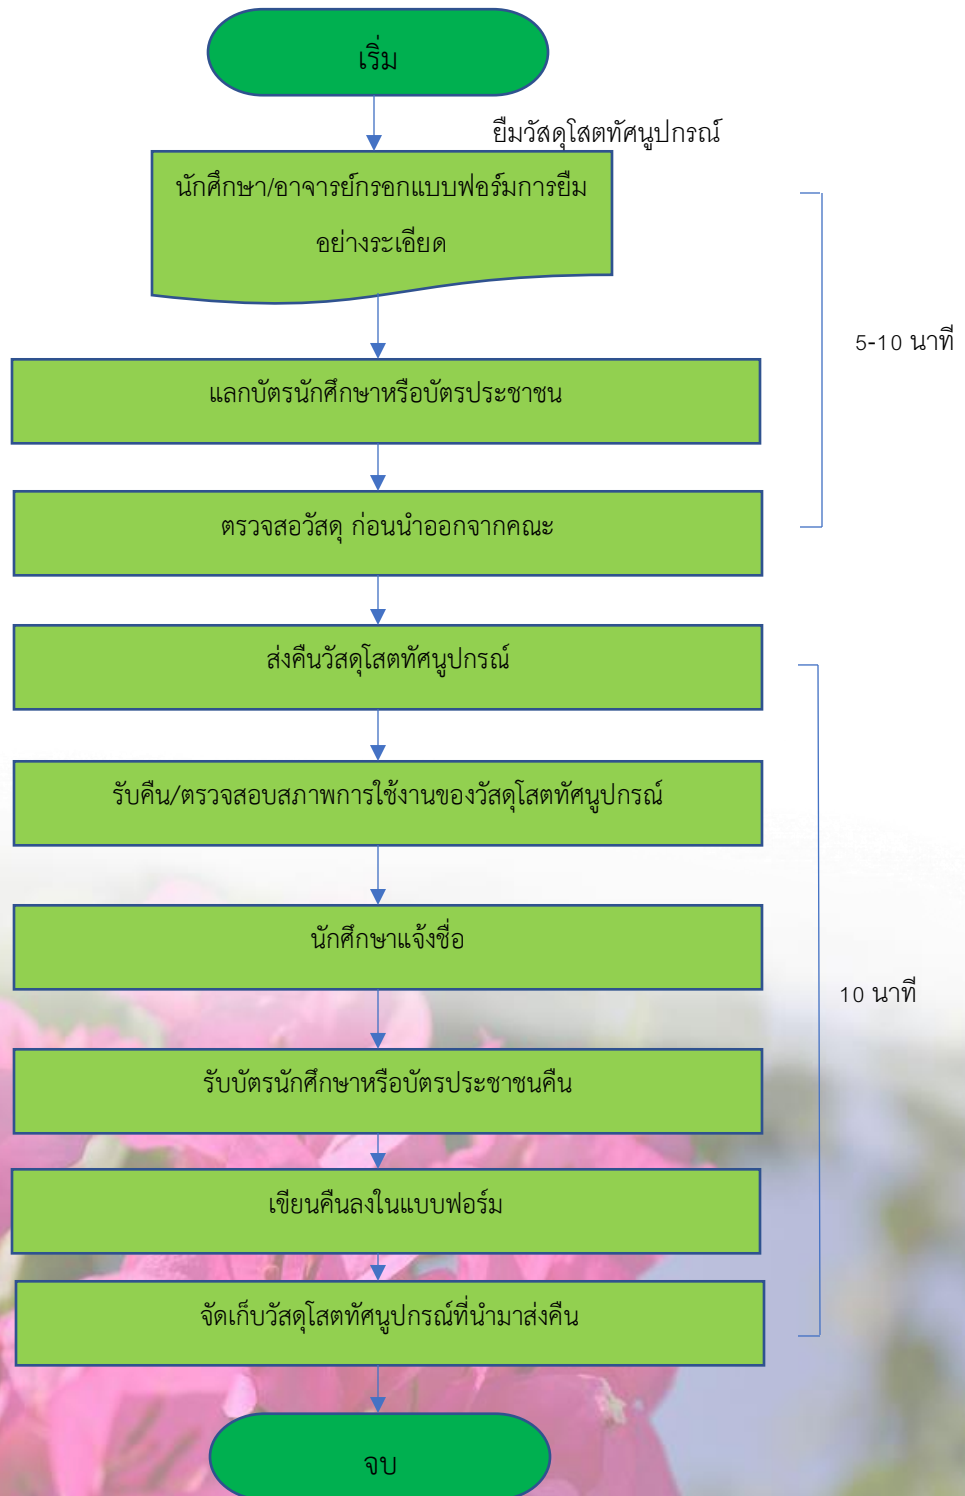 เริ่ม
ยืมวัสดุโสตทัศนูปกรณ์
นักศึกษา/อาจารย์กรอกแบบฟอร์มการยืม
อย่างระเอียด
5-10 นาที
แลกบัตรนักศึกษาหรือบัตรประชาชน
ตรวจสอวัสดุ ก่อนนำออกจากคณะ
ส่งคืนวัสดุโสตทัศนูปกรณ์
รับคืน/ตรวจสอบสภาพการใช้งานของวัสดุโสตทัศนูปกรณ์
นักศึกษาแจ้งชื่อ
10 นาที
รับบัตรนักศึกษาหรือบัตรประชาชนคืน
เขียนคืนลงในแบบฟอร์ม
จัดเก็บวัสดุโสตทัศนูปกรณ์ที่นำมาส่งคืน
จบ